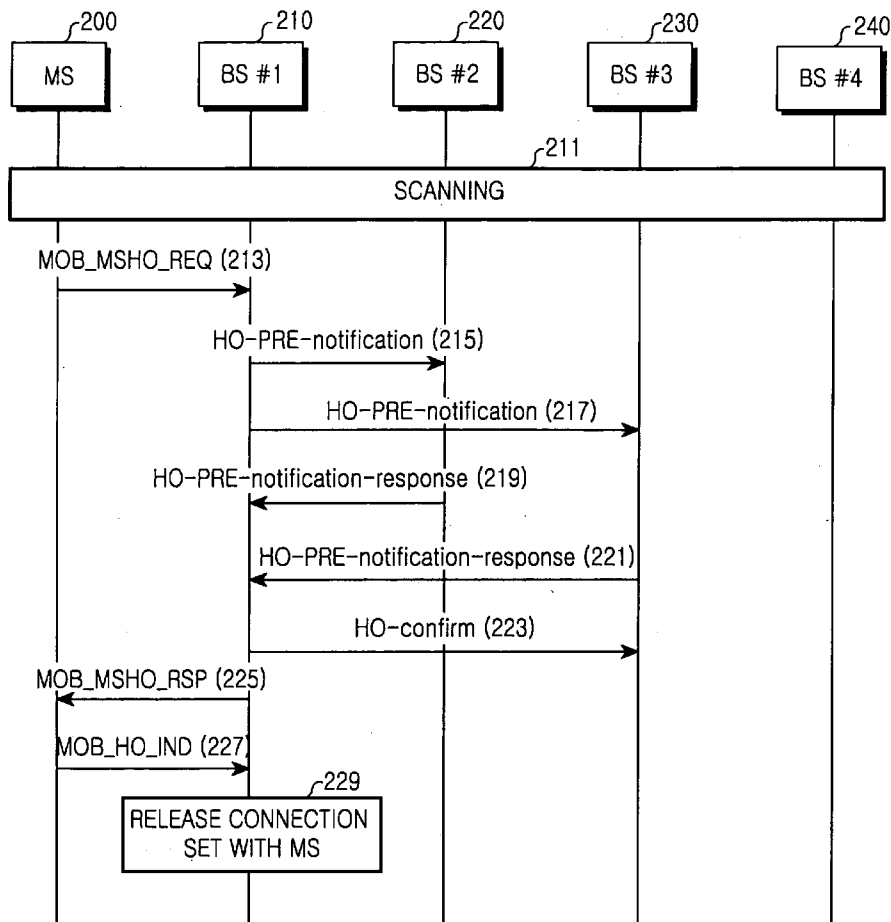 200
210
220
230
240
MS
BS #1
BS #2
BS #3
BS #4
211
SCANNING
MOB_MSHO_REQ (213)
HO-PRE-notification (215)
HO-PRE-notification (217)
HO-PRE-notification-response (219)
HO-PRE-notification-response (221)
HO-confirm (223)
MOB_MSHO_RSP (225)
MOB_HO_IND (227)
229
RELEASE CONNECTION
SET WITH MS